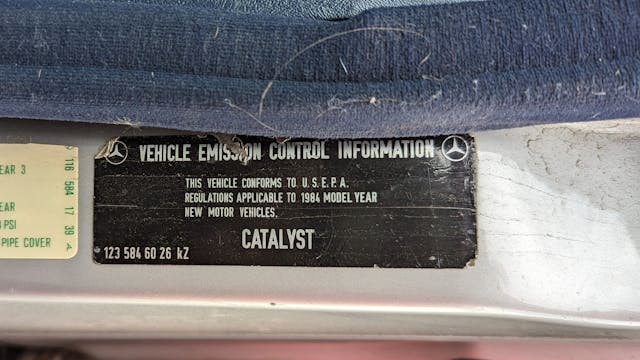 VEHICLE EMISSION CONTROL INFORMATION
THIS VEHICLE CONFORMS TO U.S.E.P.A.
REGULATIONS APPLICABLE TO 1984 MODEL YEAR
NEW MOTOR VEHICLES.
CATALYST
123 584 60 26 kZ
EAR 3
EAR
PSI
PIPE COVER
116 584 17 39